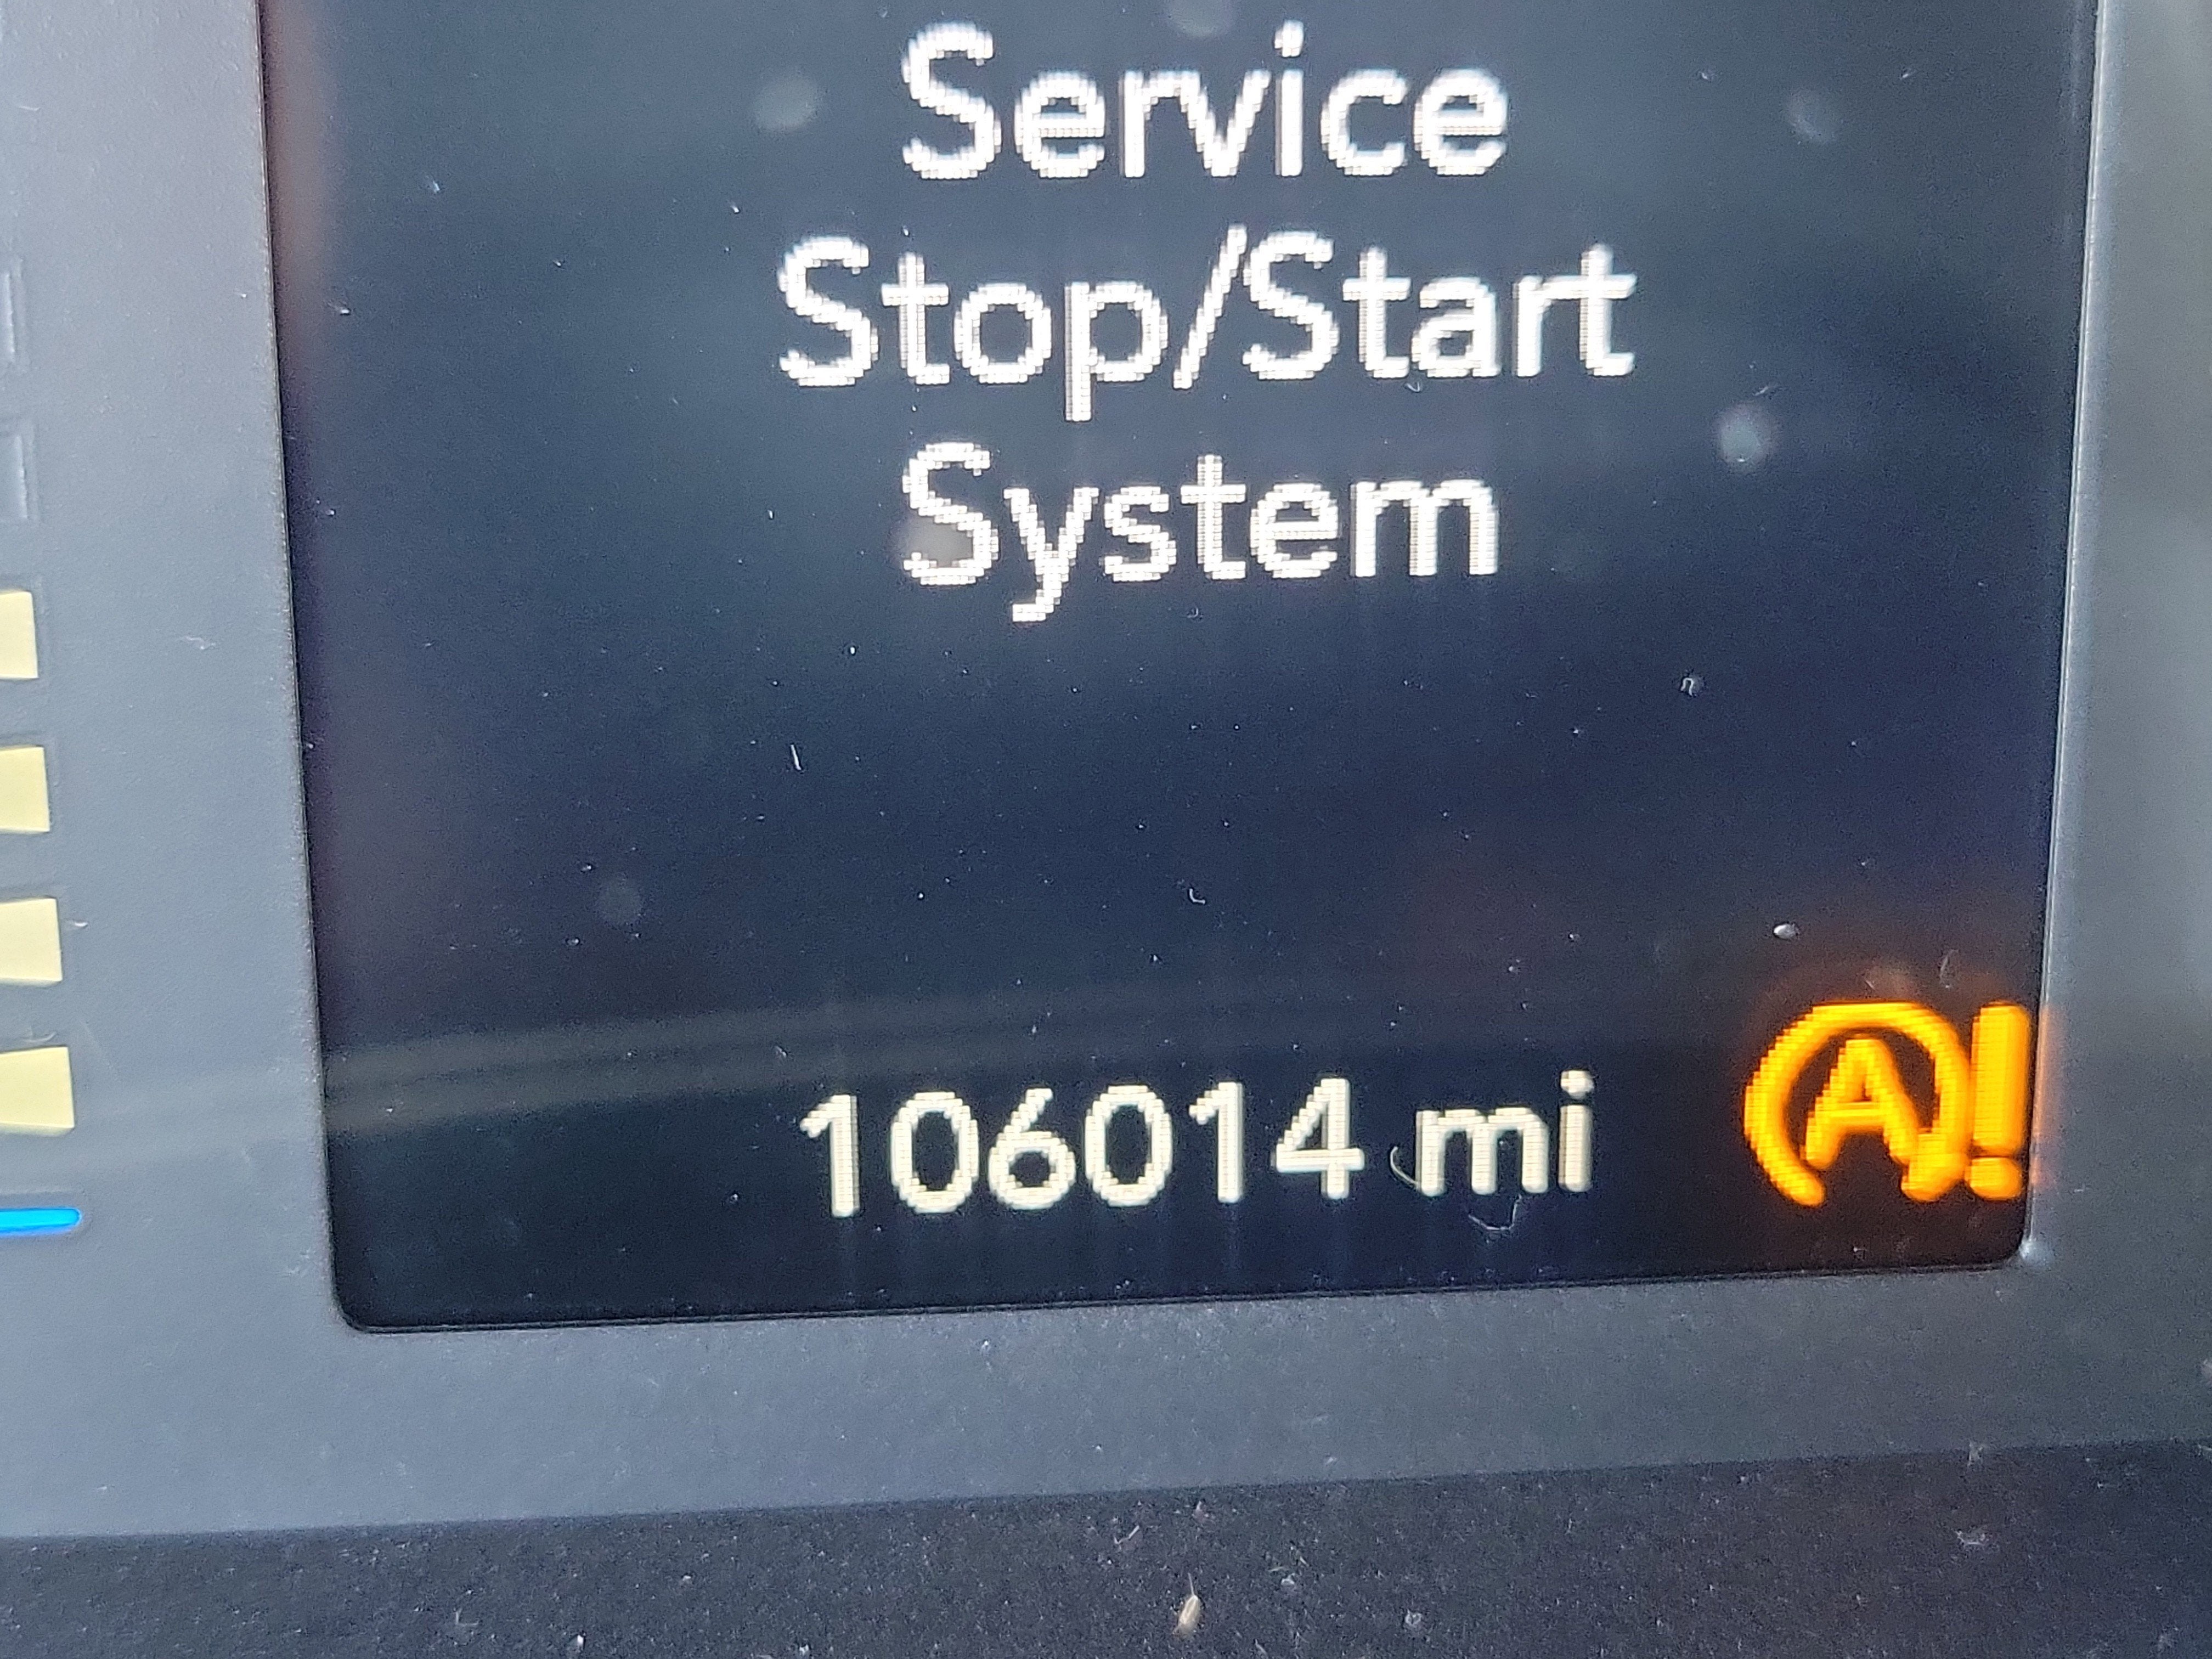 Service
Stop/Start
System
106014 mi
A!